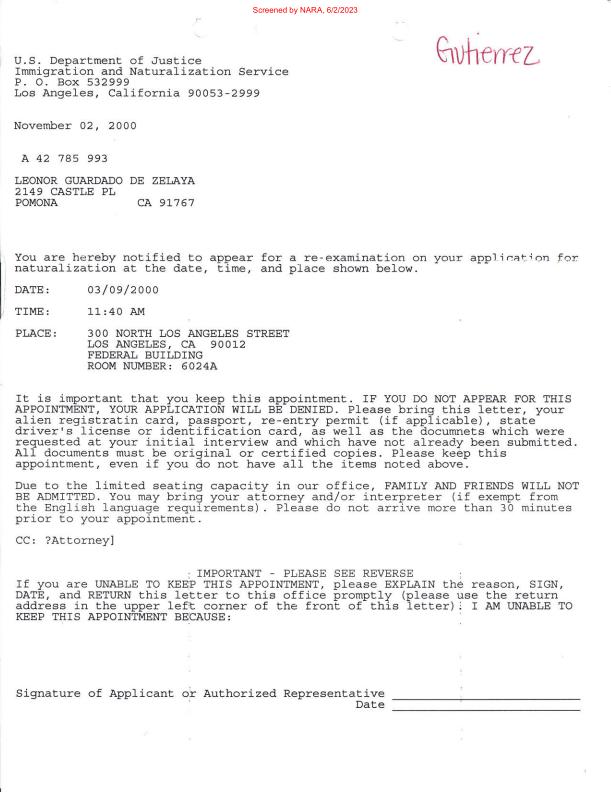 Screened by NARA, 6/2/2023
Gutierrez
U.S. Department of Justice
Immigration and Naturalization Service
P. O. Box 532999
Los Angeles, California 90053-2999
November 02, 2000
A 42 785 993
LEONOR GUARDADO DE ZELAYA
2149 CASTLE PL
POMONA CA 91767
You are hereby notified to appear for a re-examination on your application for
naturalization at the date, time, and place shown below.
DATE: 03/09/2000
TIME: 11:40 AM
PLACE: 300 NORTH LOS ANGELES STREET
LOS ANGELES, CA 90012
FEDERAL BUILDING
ROOM NUMBER: 6024A
It is important that you keep this appointment. IF YOU DO NOT APPEAR FOR THIS
APPOINTMENT, YOUR APPLICATION WILL BE DENIED. Please bring this letter, your
alien registratin card, passport, re-entry permit (if applicable), state
driver's license or identification card, as well as the documnets which were
requested at your initial interview and which have not already been submitted.
All documents must be original or certified copies. Please keep this
appointment, even if you do not have all the items noted above.
Due to the limited seating capacity in our office, FAMILY AND FRIENDS WILL NOT
BE ADMITTED. You may bring your attorney and/or interpreter (if exempt from
the English language requirements). Please do not arrive more than 30 minutes
prior to your appointment.
CC: ?Attorney]
IMPORTANT - PLEASE SEE REVERSE
If you are UNABLE TO KEEP THIS APPOINTMENT, please EXPLAIN the reason, SIGN,
DATE, and RETURN this letter to this office promptly (please use the return
address in the upper left corner of the front of this letter). I AM UNABLE TO
KEEP THIS APPOINTMENT BECAUSE:
Signature of Applicant or Authorized Representative
Date